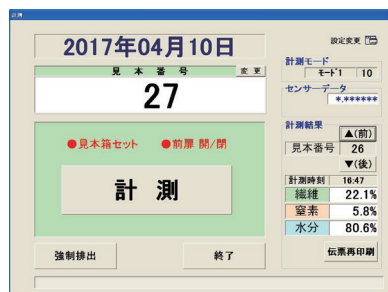 2017年04月10日
見本番号
変更
27
●見本箱セット ●前扉 開/閉
計測
強制排出
終了
設定変更
計測モード
モード1 10
センサーデータ
*.******
計測結果
▲(前)
見本番号 26
▼(後)
計測時刻 16:47
繊維 22.1%
窒素 5.8%
水分 80.6%
伝票再印刷